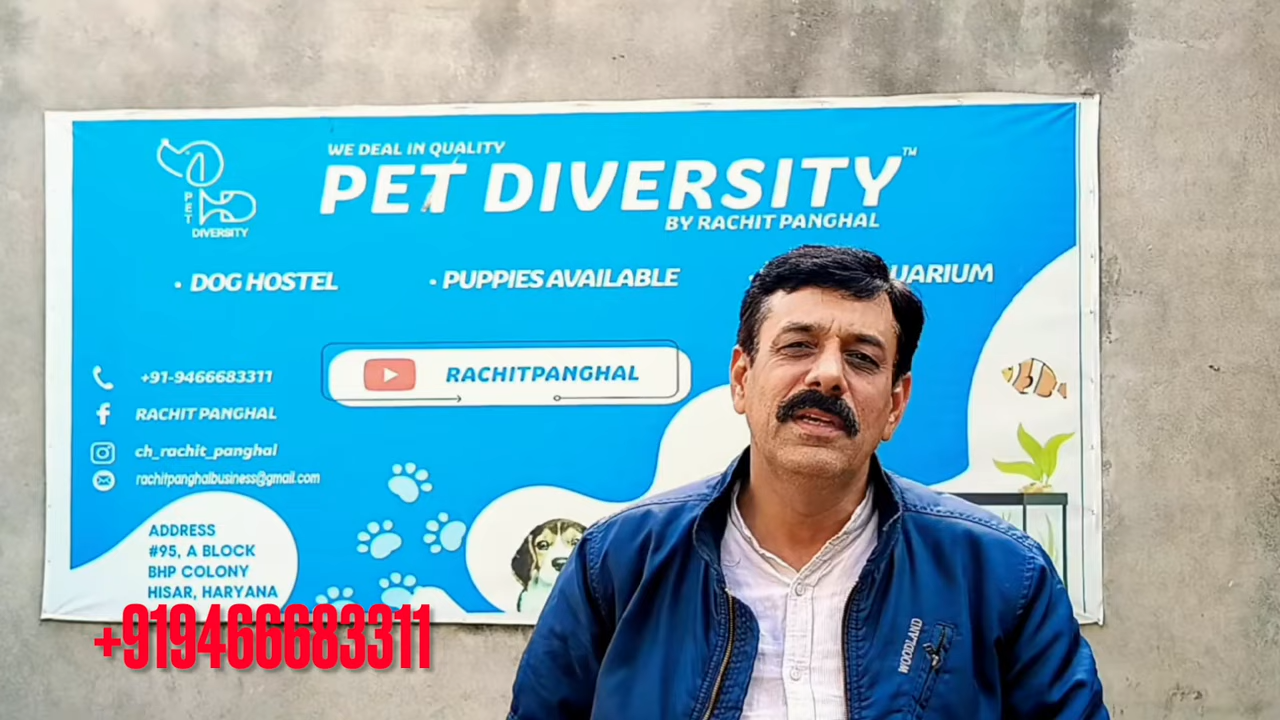 WE DEAL IN QUALITY
PET DIVERSITY™
BY RACHIT PANGHAL
PET
DIVERSITY
• DOG HOSTEL
• PUPPIES AVAILABLE
RACHITPANGHAL
+91-9466683311
RACHIT PANGHAL
ch_rachit_panghal
rachitpanghalbusiness@gmail.com
ADDRESS
#95, A BLOCK
BHP COLONY
HISAR, HARYANA
+919466683311
WOODLAND